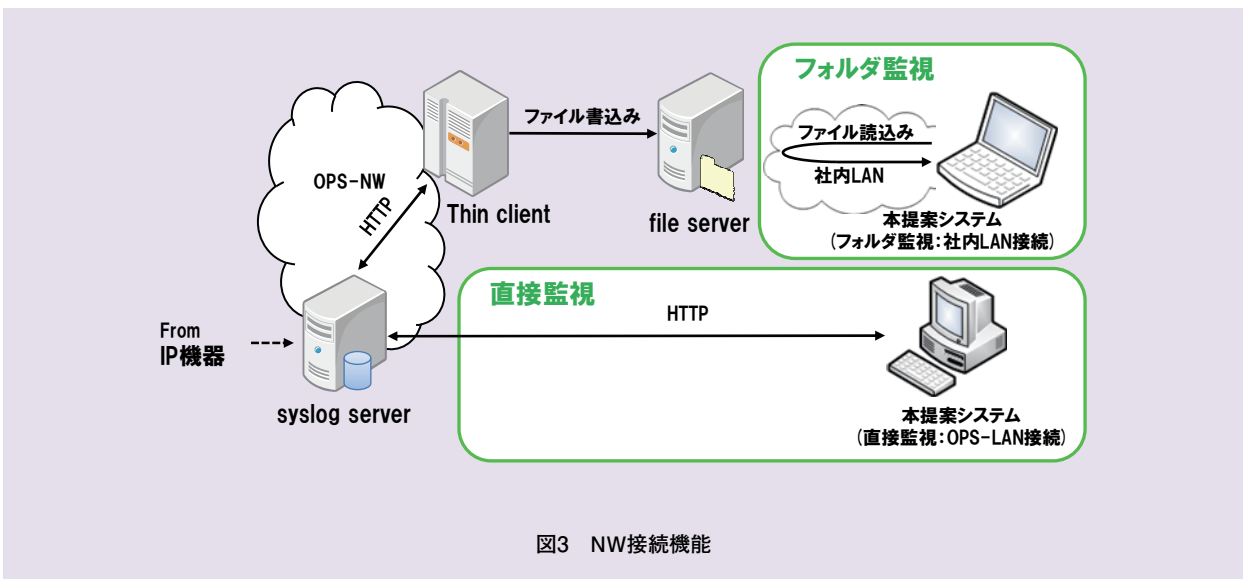 フォルダ監視
ファイル書込み
ファイル読込み
社内LAN
OPS-NW
HTTP
Thin client
file server
本提案システム
(フォルダ監視:社内LAN接続)
直接監視
HTTP
From
IP機器
syslog server
本提案システム
(直接監視:OPS-LAN接続)
図3 NW接続機能